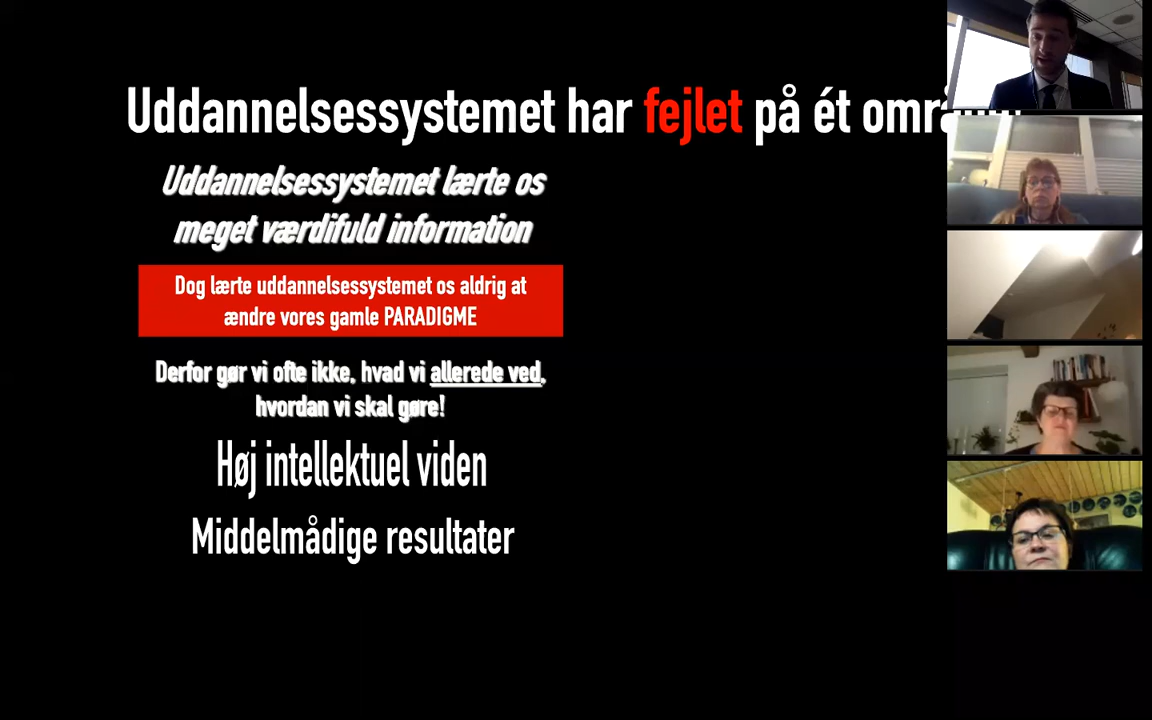 Uddannelsessystemet har fejlet på ét
Uddannelsessystemet lærte os
meget værdifuld information
Dog lærte uddannelsessystemet os aldrig at
ændre vores gamle PARADIGME
Derfor gør vi ofte ikke, hvad vi allerede ved,
hvordan vi skal gøre!
Høj intellektuel viden
Middelmådige resultater